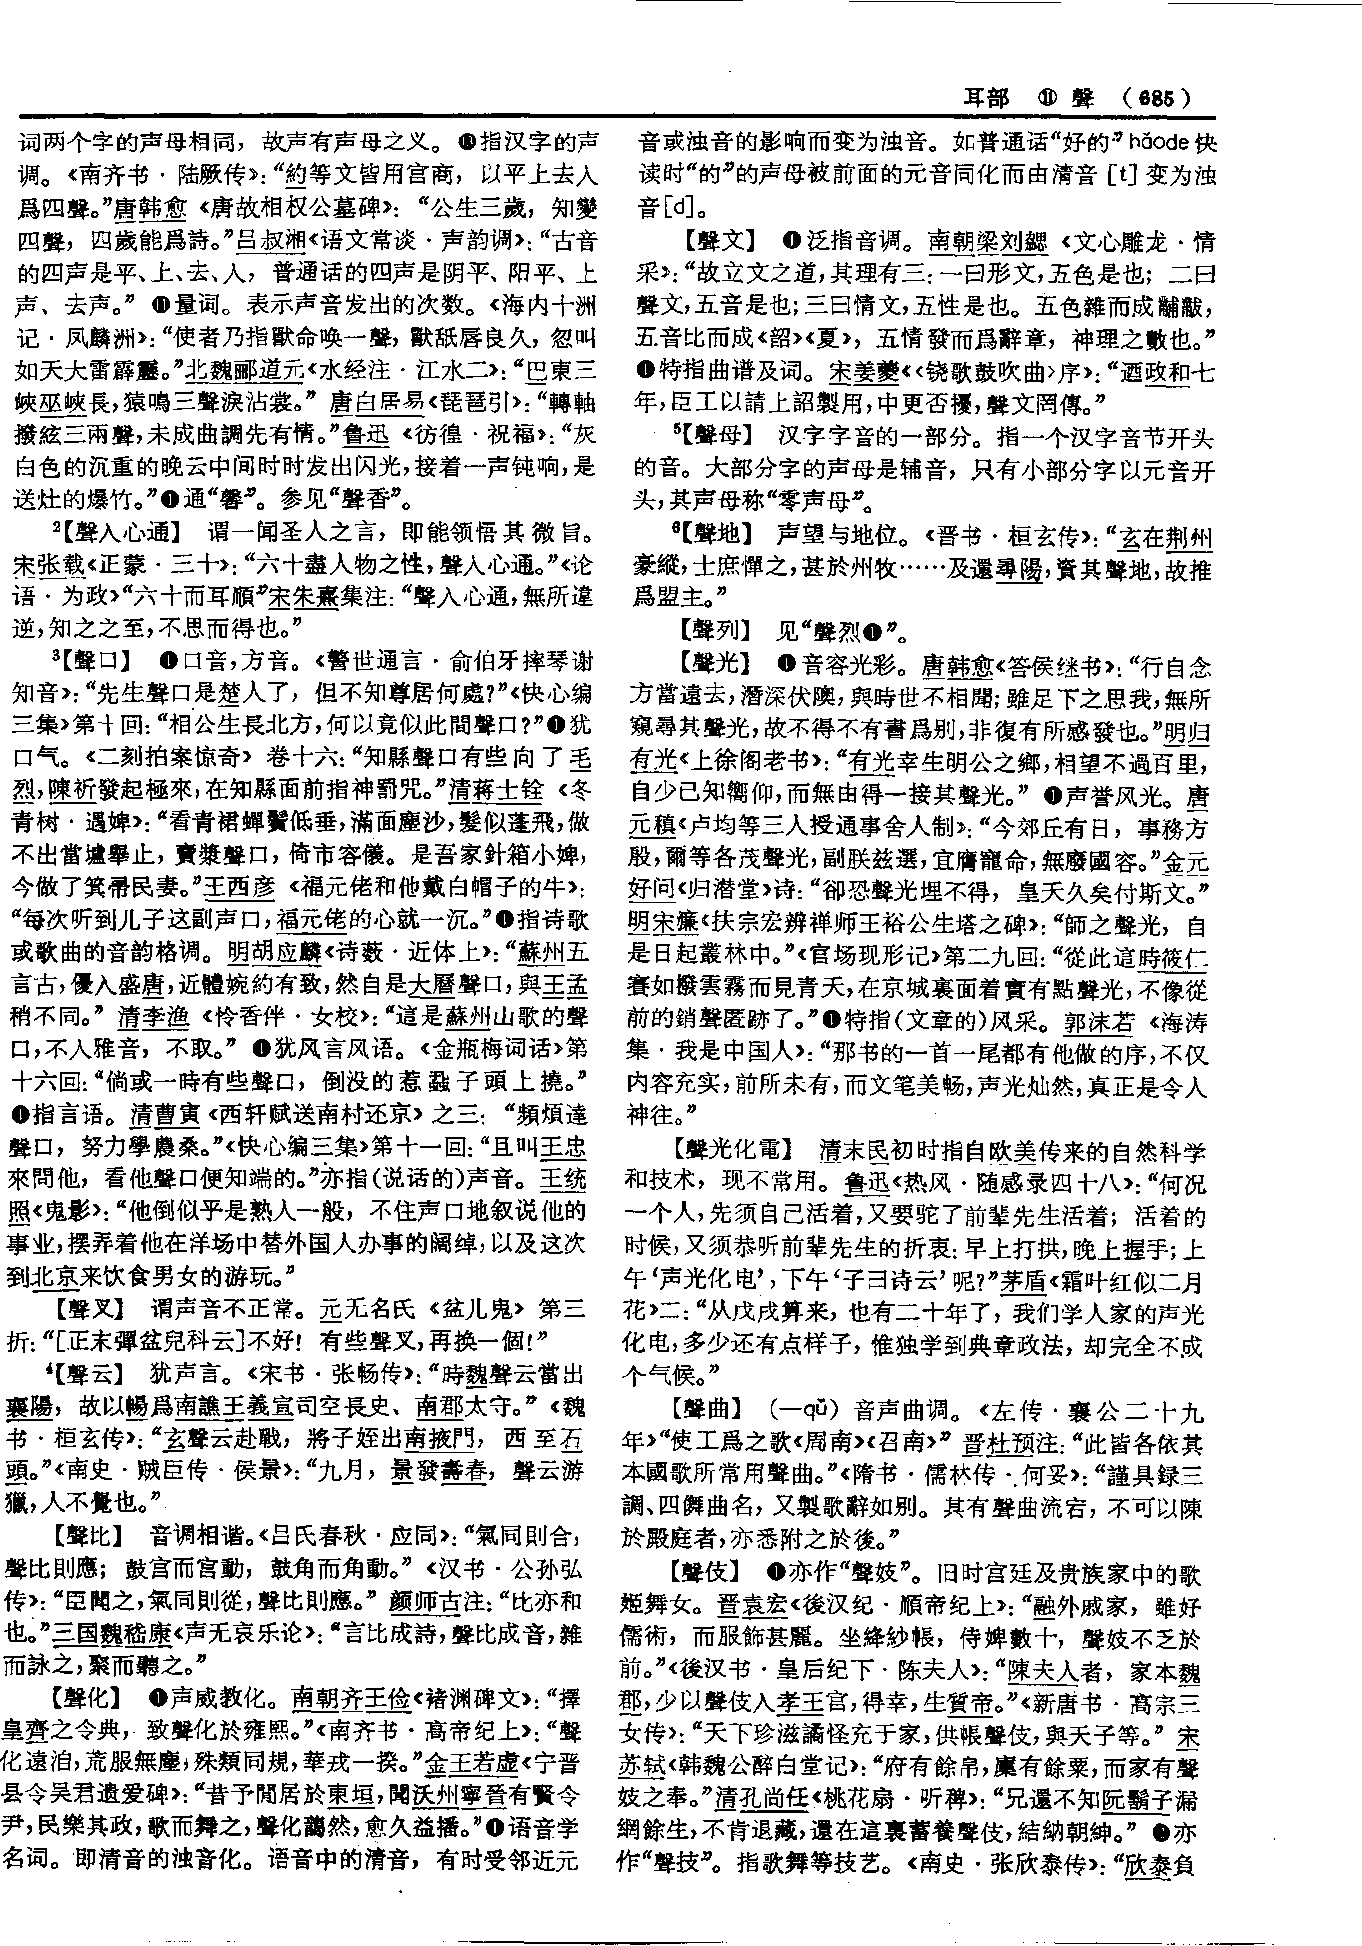 耳部 ⑪ 聲 （685）
词两个字的声母相同，故声有声母之义。❿指汉字的声
调。《南齐书·陆厥传》：“約等文皆用宫商，以平上去入
爲四聲。”唐韩愈《唐故相权公墓碑》：“公生三歲，知變
四聲，四歲能爲詩。”吕叔湘《语文常谈·声韵调》：“古音
的四声是平、上、去、入，普通话的四声是阴平、阳平、上
声、去声。”⓫量词。表示声音发出的次数。《海内十洲
记·凤麟洲》：“使者乃指獸命唤一聲，獸舐唇良久，忽叫
如天大雷霹靂。”北魏郦道元《水经注·江水二》：“巴東三
峽巫峽長，猿鳴三聲淚沾裳。”唐白居易《琵琶引》：“轉軸
撥絃三兩聲，未成曲調先有情。”鲁迅《彷徨·祝福》：“灰
白色的沉重的晚云中间时时发出闪光，接着一声钝响，是
送灶的爆竹。”通“馨”。参见“聲香”。
²【聲入心通】 谓一闻圣人之言，即能领悟其微旨。
宋张载《正蒙·三十》：“六十盡人物之性，聲入心通。”《论
语·为政》“六十而耳順”宋朱熹集注：“聲入心通，無所違
逆，知之之至，不思而得也。”
³【聲口】 ❶口音，方音。《警世通言·俞伯牙摔琴谢
知音》：“先生聲口是楚人了，但不知尊居何處？”《快心编
三集》第十回：“相公生長北方，何以竟似此間聲口？”❷犹
口气。《二刻拍案惊奇》卷十六：“知縣聲口有些向了毛
烈，陳祈發起極來，在知縣面前指神罰咒。”清蒋士铨《冬
青树·遇婢》：“看青裙蟬鬢低垂，滿面塵沙，髮似蓬飛，做
不出當壚舉止，賣漿聲口，倚市容儀。是吾家針箱小婢，
今做了箕帚民妻。”王西彦《福元佬和他戴白帽子的牛》：
“每次听到儿子这副声口，福元佬的心就一沉。”❸指诗歌
或歌曲的音韵格调。明胡应麟《诗薮·近体上》：“蘇州五
言古，優入盛唐，近體婉約有致，然自是大曆聲口，與王孟
稍不同。”清李渔《怜香伴·女校》：“這是蘇州山歌的聲
口，不入雅音，不取。”❹犹风言风语。《金瓶梅词话》第
十六回：“倘或一時有些聲口，倒没的惹蝨子頭上撓。”
❺指言语。清曹寅《西轩赋送南村还京》之三：“頻煩達
聲口，努力學農桑。”《快心编三集》第十一回：“且叫王忠
來問他，看他聲口便知端的。”亦指（说话的）声音。王统
照《鬼影》：“他倒似乎是熟人一般，不住声口地叙说他的
事业，摆弄着他在洋场中替外国人办事的阔绰，以及这次
到北京来饮食男女的游玩。”
【聲叉】 谓声音不正常。元无名氏《盆儿鬼》第三
折：“[正末彈盆兒科云]不好！有些聲叉，再换一個！”
⁴【聲云】 犹声言。《宋书·张畅传》：“時魏聲云當出
襄陽，故以暢爲南譙王義宣司空長史、南郡太守。”《魏
书·桓玄传》：“玄聲云赴戰，將子姪出南掖門，西至石
頭。”《南史·贼臣传·侯景》：“九月，景發壽春，聲云游
獵，人不覺也。”
【聲比】 音调相谐。《吕氏春秋·应同》：“氣同則合，
聲比則應；鼓宫而宫動，鼓角而角動。”《汉书·公孙弘
传》：“臣聞之，氣同則從，聲比則應。”颜师古注：“比亦和
也。”三国魏嵇康《声无哀乐论》：“言比成詩，聲比成音，雜
而詠之，聚而聽之。”
【聲化】 ❶声威教化。南朝齐王俭《褚渊碑文》：“擇
皇齊之令典，致聲化於雍熙。”《南齐书·高帝纪上》：“聲
化遠洎，荒服無塵，殊類同規，華戎一揆。”金王若虚《宁晋
县令吴君遗爱碑》：“昔予閒居於東垣，聞沃州寧晉有賢令
尹，民樂其政，歌而舞之，聲化藹然，愈久益播。”❷语音学
名词。即清音的浊音化。语音中的清音，有时受邻近元
音或浊音的影响而变为浊音。如普通话“好的”hǎode快
读时“的”的声母被前面的元音同化而由清音[t]变为浊
音[d]。
【聲文】 ❶泛指音调。南朝梁刘勰《文心雕龙·情
采》：“故立文之道，其理有三：一曰形文，五色是也；二曰
聲文，五音是也；三曰情文，五性是也。五色雜而成黼黻，
五音比而成《韶》《夏》，五情發而爲辭章，神理之數也。”
❷特指曲谱及词。宋姜夔《〈铙歌鼓吹曲〉序》：“迺政和七
年，臣工以請上詔製用，中更否擾，聲文罔傳。”
⁵【聲母】 汉字字音的一部分。指一个汉字音节开头
的音。大部分字的声母是辅音，只有小部分字以元音开
头，其声母称“零声母”。
⁶【聲地】 声望与地位。《晋书·桓玄传》：“玄在荆州
豪縱，士庶憚之，甚於州牧……及還尋陽，資其聲地，故推
爲盟主。”
【聲列】 见“聲烈❶”。
【聲光】 ❶音容光彩。唐韩愈《答侯继书》：“行自念
方當遠去，潛深伏隩，與時世不相聞；雖足下之思我，無所
窺尋其聲光，故不得不有書爲别，非復有所感發也。”明归
有光《上徐阁老书》：“有光幸生明公之鄉，相望不過百里，
自少已知嚮仰，而無由得一接其聲光。”❷声誉风光。唐
元稹《卢均等三人授通事舍人制》：“今郊丘有日，事務方
殷，爾等各茂聲光，副朕兹選，宜膺寵命，無廢國容。”金元
好问《归潜堂》诗：“卻恐聲光埋不得，皇天久矣付斯文。”
明宋濂《扶宗宏辨禅师王裕公生塔之碑》：“師之聲光，自
是日起叢林中。”《官场现形记》第二九回：“從此這時筱仁
賽如撥雲霧而見青天，在京城裏面着實有點聲光，不像從
前的銷聲匿跡了。”❸特指（文章的）风采。郭沫若《海涛
集·我是中国人》：“那书的一首一尾都有他做的序，不仅
内容充实，前所未有，而文笔美畅，声光灿然，真正是令人
神往。”
【聲光化電】 清末民初时指自欧美传来的自然科学
和技术，现不常用。鲁迅《热风·随感录四十八》：“何况
一个人，先须自己活着，又要驼了前辈先生活着；活着的
时候，又须恭听前辈先生的折衷：早上打拱，晚上握手；上
午‘声光化电’，下午‘子曰诗云’呢？”茅盾《霜叶红似二月
花》二：“从戊戌算来，也有二十年了，我们学人家的声光
化电，多少还有点样子，惟独学到典章政法，却完全不成
个气候。”
【聲曲】 （—qǔ）音声曲调。《左传·襄公二十九
年》“使工爲之歌《周南》《召南》”晋杜预注：“此皆各依其
本國歌所常用聲曲。”《隋书·儒林传·何妥》：“謹具録三
調、四舞曲名，又製歌辭如别。其有聲曲流宕，不可以陳
於殿庭者，亦悉附之於後。”
【聲伎】 ❶亦作“聲妓”。旧时宫廷及贵族家中的歌
姬舞女。晋袁宏《後汉纪·顺帝纪上》：“融外戚家，雖好
儒術，而服飾甚麗。坐絳紗帳，侍婢數十，聲妓不乏於
前。”《後汉书·皇后纪下·陈夫人》：“陳夫人者，家本魏
郡，少以聲伎入孝王宫，得幸，生質帝。”《新唐书·高宗三
女传》：“天下珍滋譎怪充于家，供帳聲伎，與天子等。”宋
苏轼《韩魏公醉白堂记》：“府有餘帛，廩有餘粟，而家有聲
妓之奉。”清孔尚任《桃花扇·听稗》：“兄還不知阮鬍子漏
網餘生，不肯退藏，還在這裏蓄養聲伎，結納朝紳。”❷亦
作“聲技”。指歌舞等技艺。《南史·张欣泰传》：“欣泰負